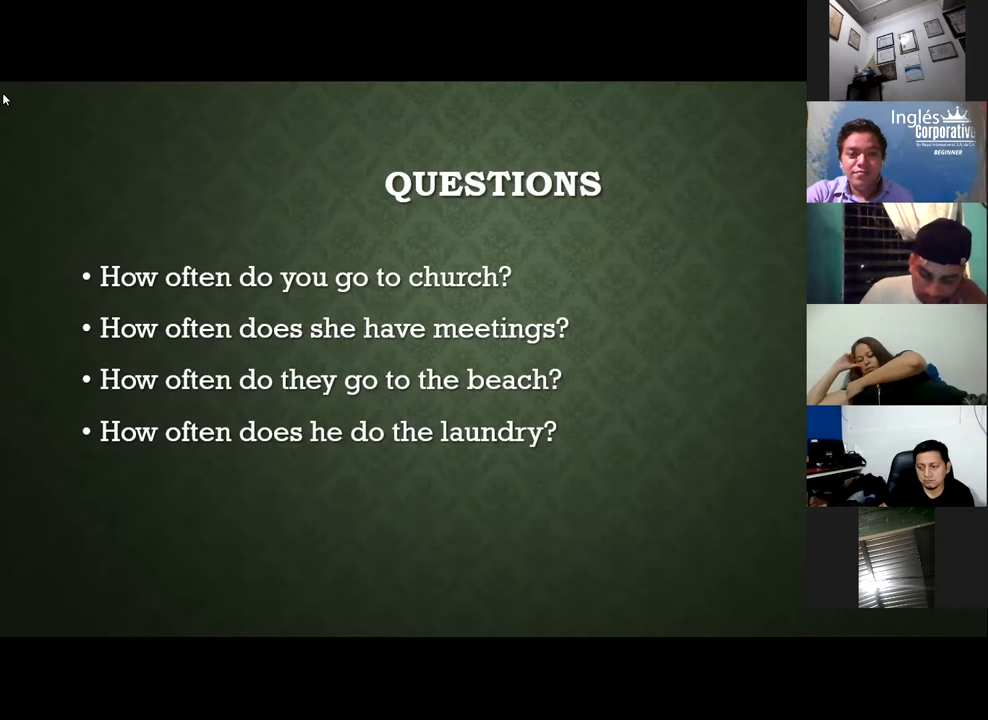 QUESTIONS
• How often do you go to church?
• How often does she have meetings?
• How often do they go to the beach?
• How often does he do the laundry?
Inglés
Corporativo
BEGINNER